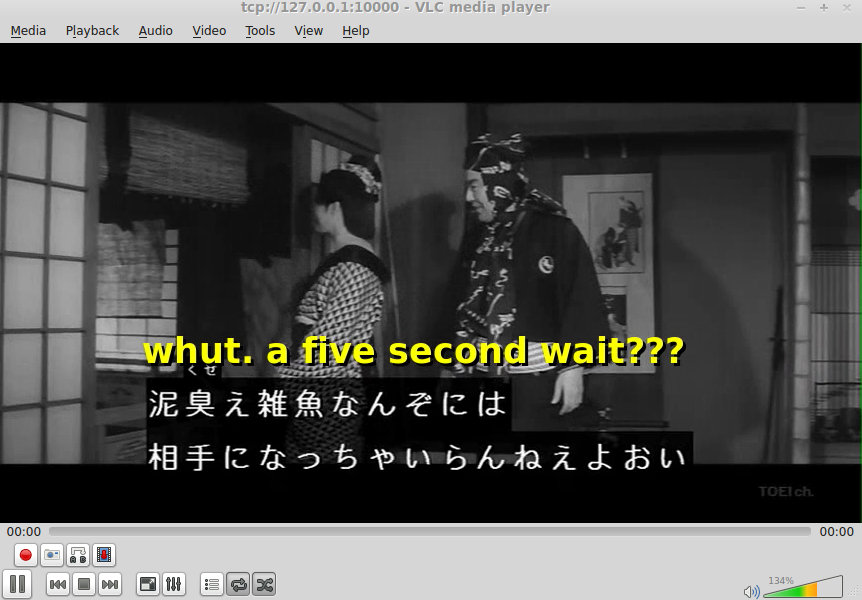 tcp://127.0.0.1:10000 - VLC media player
Media Playback Audio Video Tools View Help
whut. a five second wait???
くせ
泥臭え雑魚なんぞには
相手になっちゃいらんねえよおい
TOEI ch.
00:00 00:00
134%